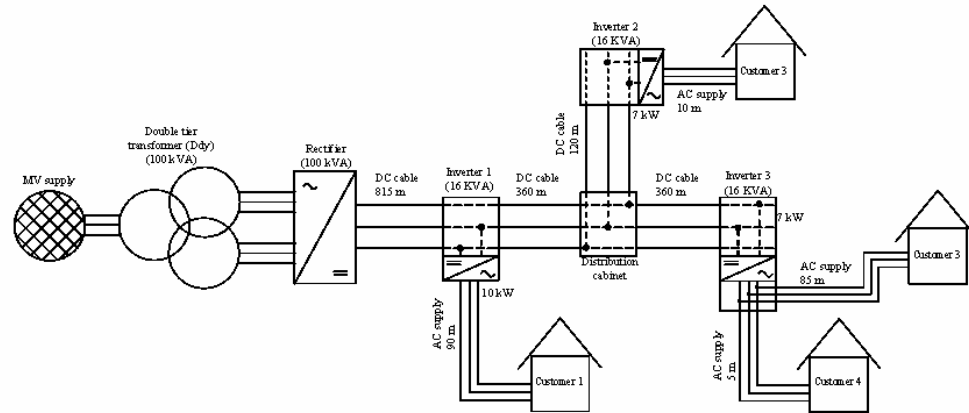 MV supply
Double tier
transformer (Ddy)
(100 kVA)
Rectifier
(100 kVA)
DC cable
815 m
Inverter 1
(16 KVA)
10 kW
AC supply
90 m
Customer 1
DC cable
360 m
Distribution
cabinet
DC cable
120 m
Inverter 2
(16 KVA)
7 kW
AC supply
10 m
Customer 3
DC cable
360 m
Inverter 3
(16 KVA)
7 kW
AC supply
85 m
Customer 3
AC supply
5 m
Customer 4